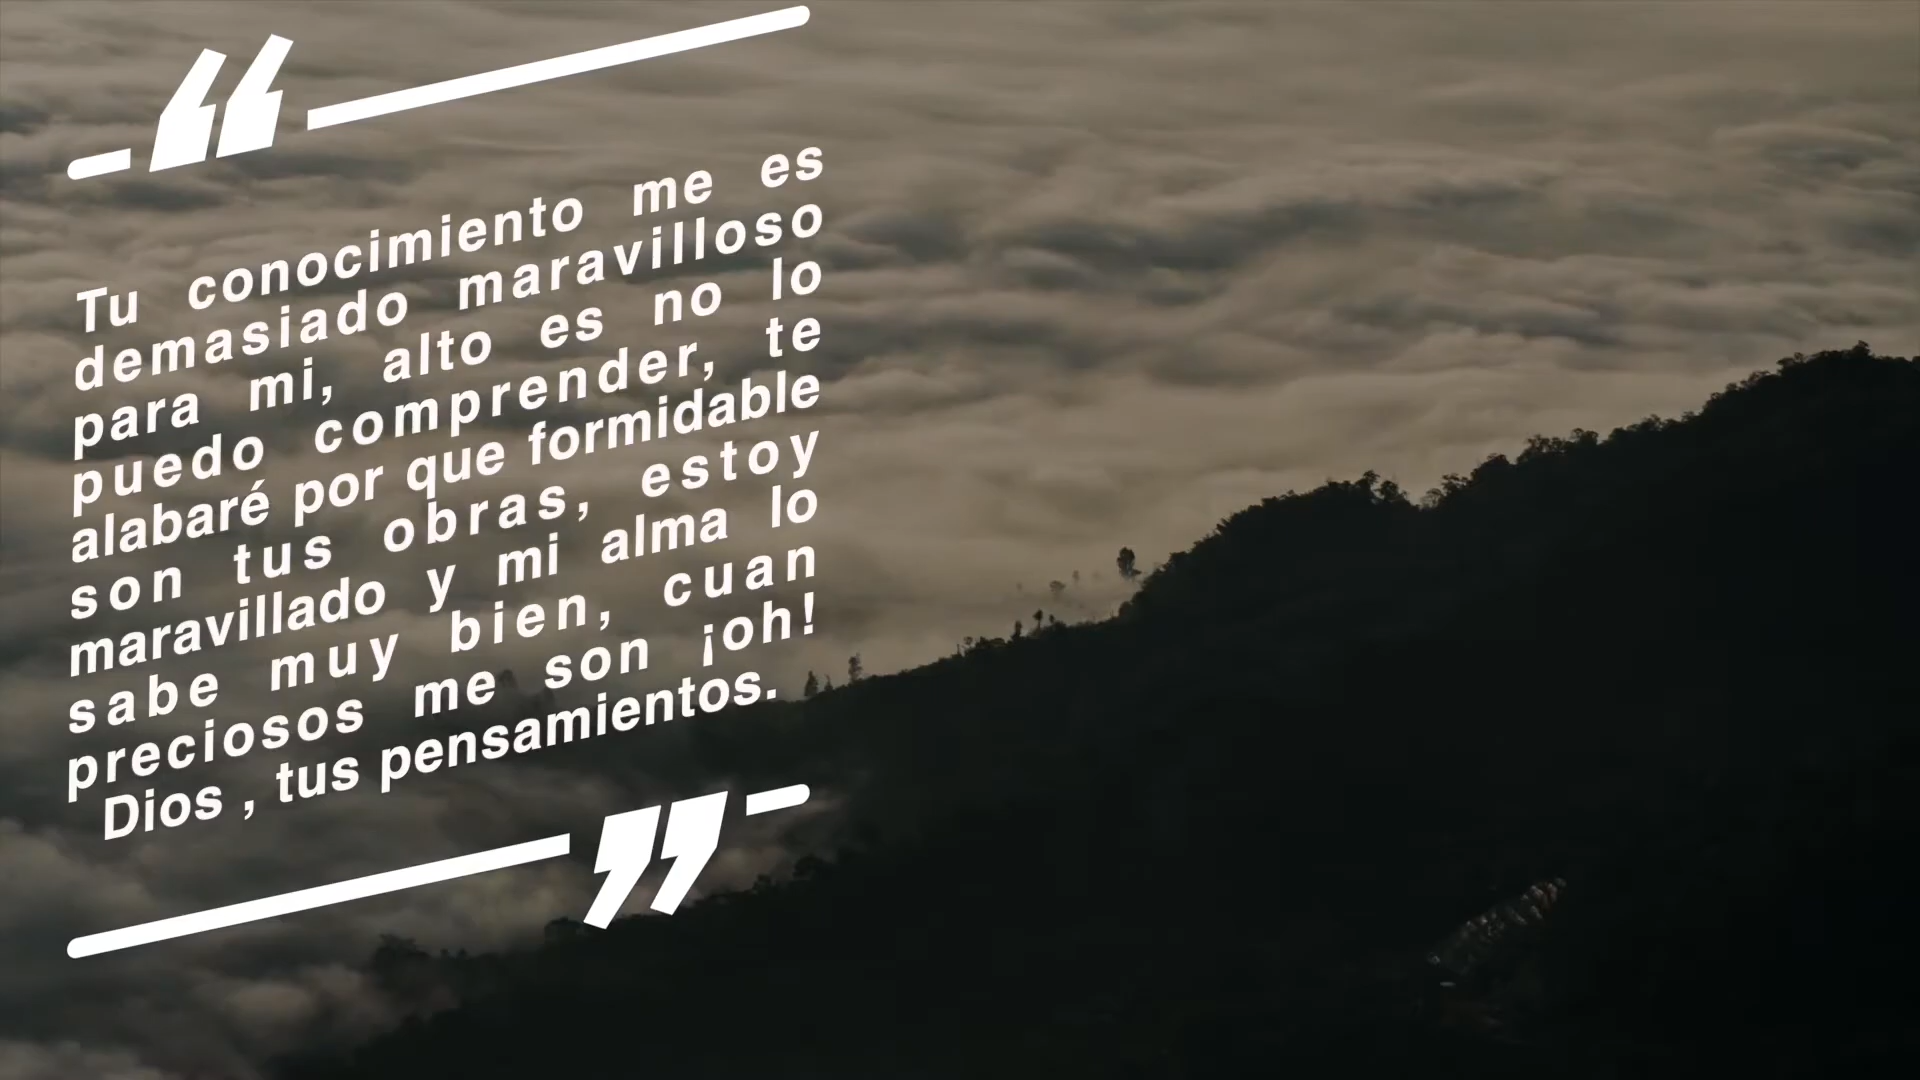 Tu conocimiento me es
demasiado maravilloso
para mi, alto es no lo
puedo comprender, te
alabaré por que formidable
son tus obras, estoy
maravillado y mi alma lo
sabe muy bien, cuan
preciosos me son ¡oh!
Dios , tus pensamientos.